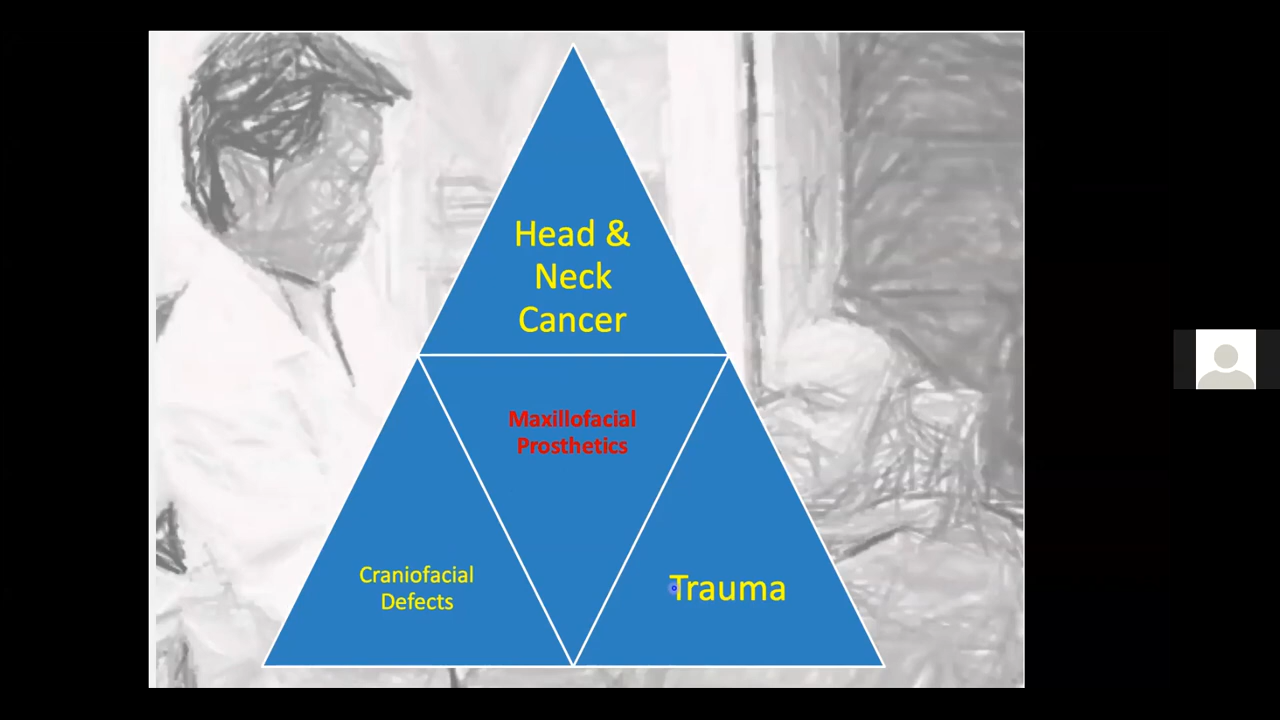 Head &
Neck
Cancer
Maxillofacial
Prosthetics
Craniofacial
Defects
Trauma